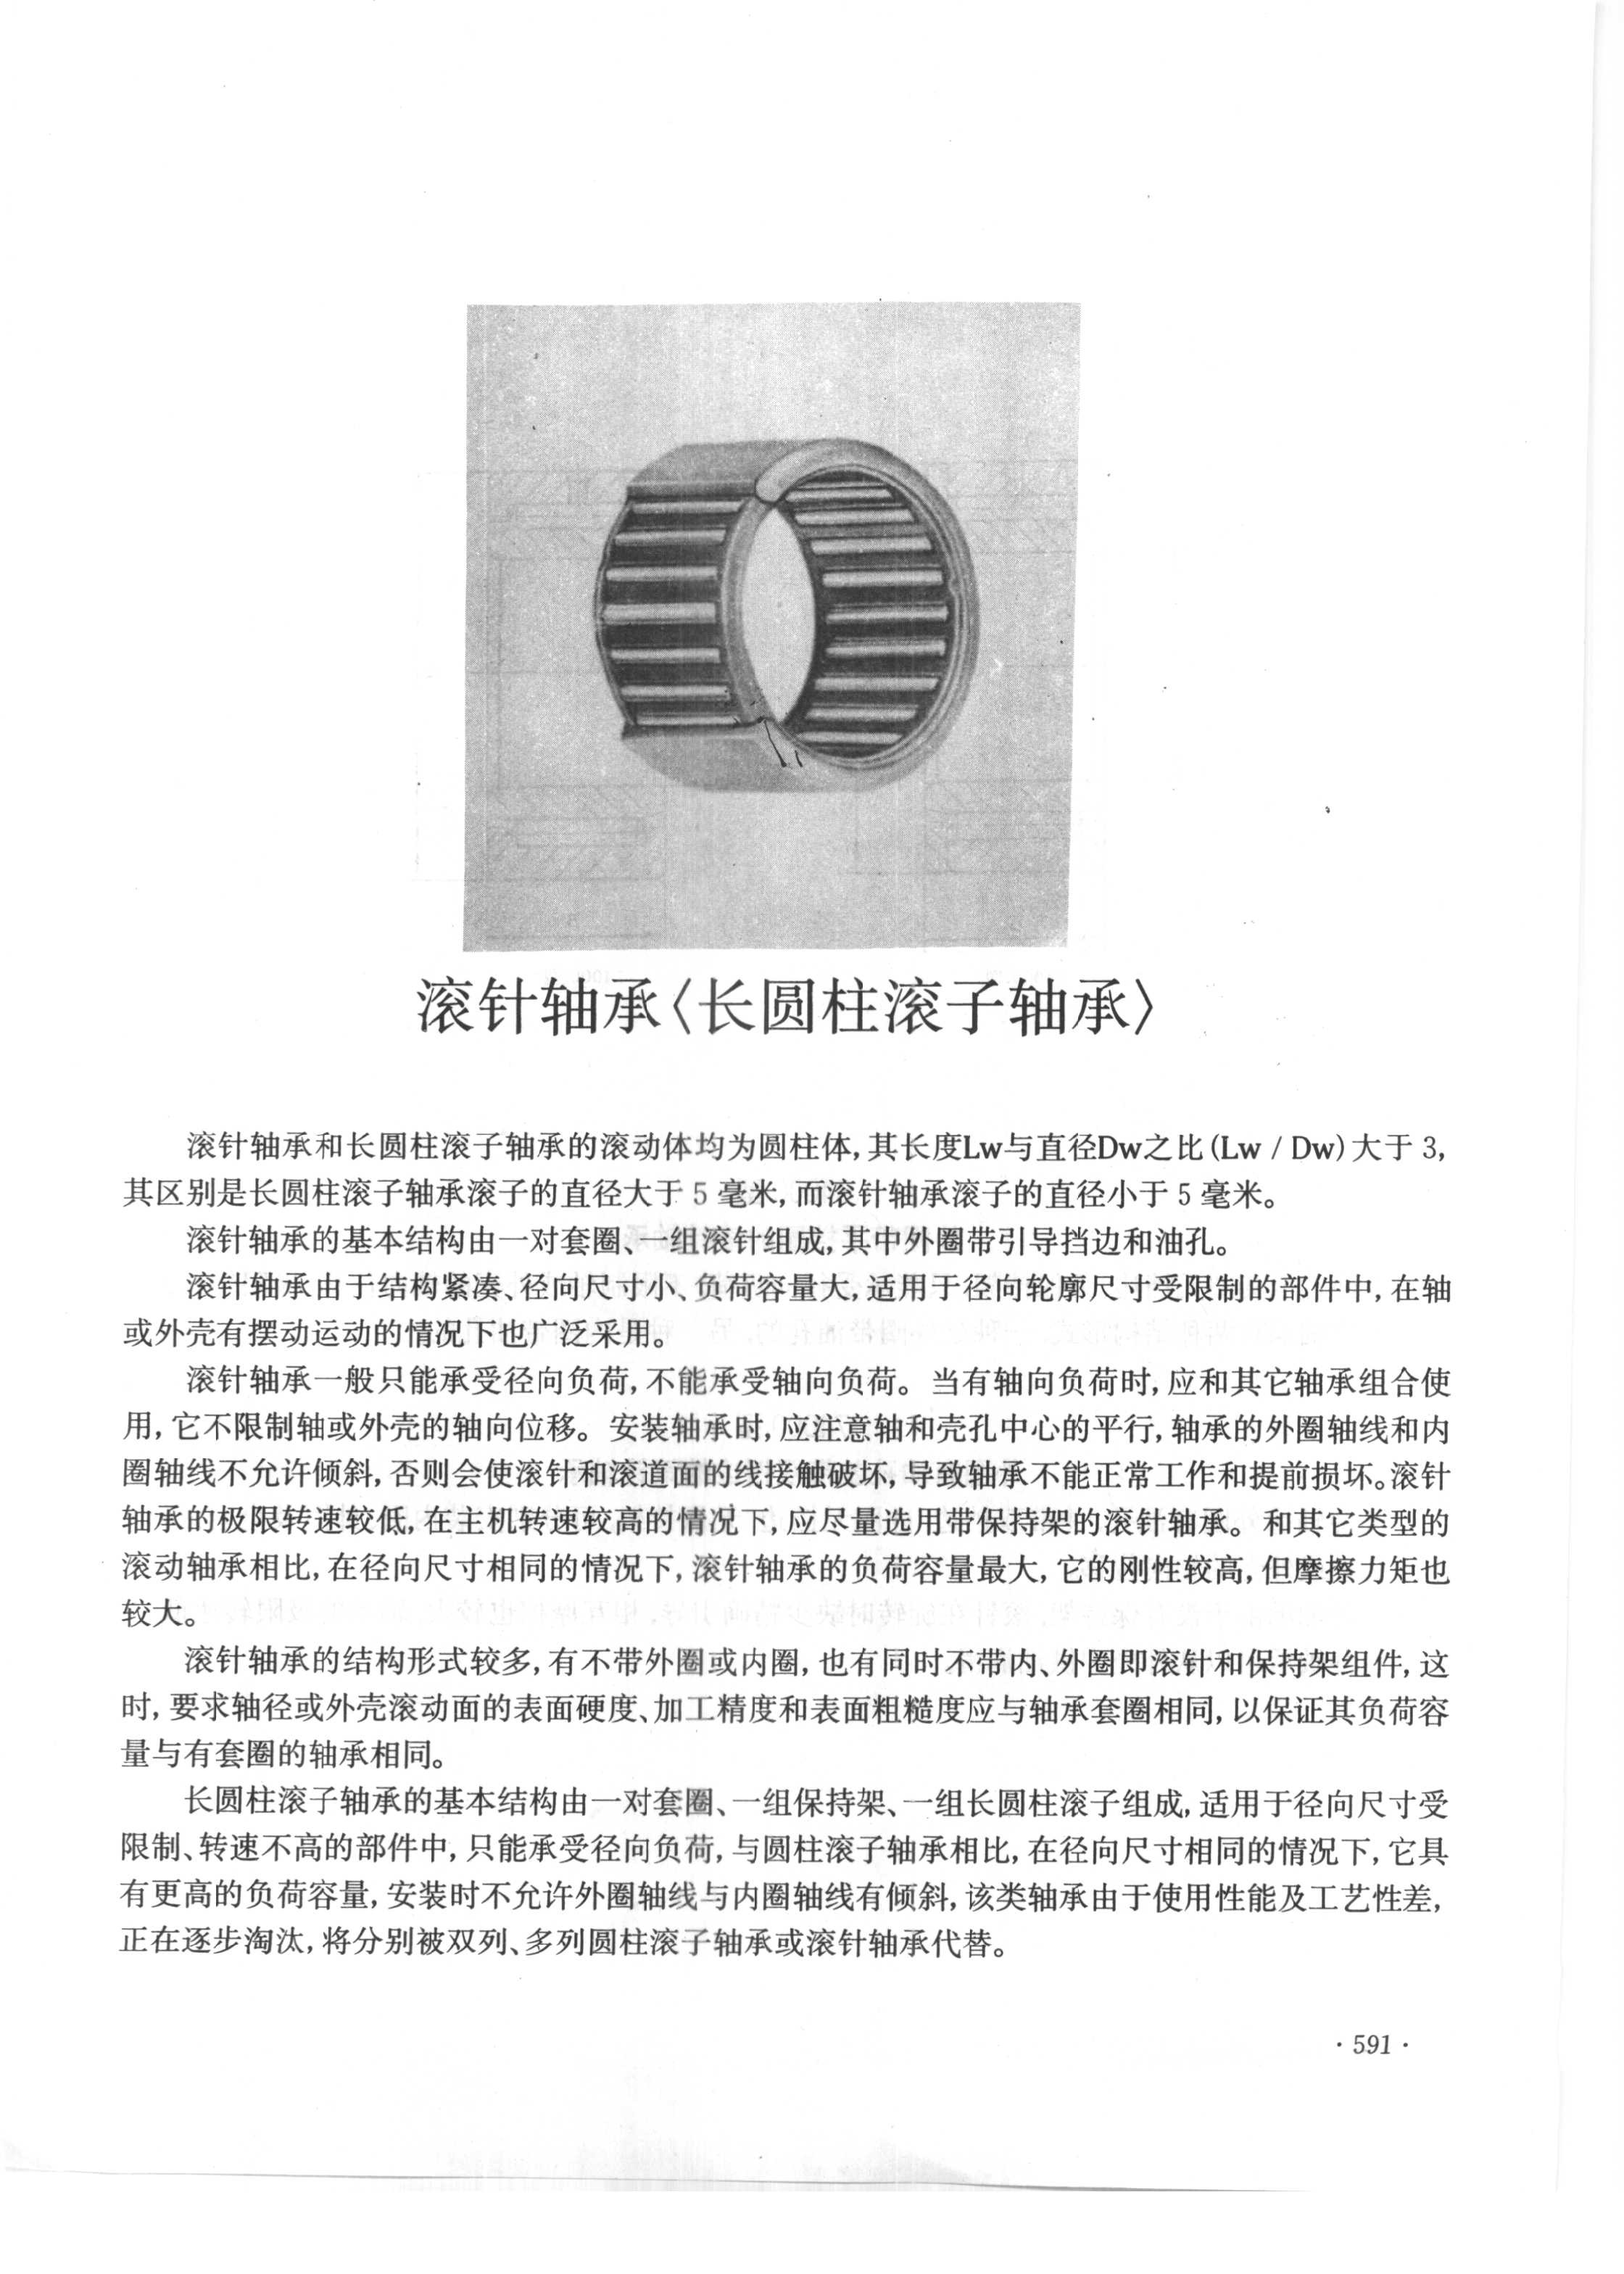 滚针轴承〈长圆柱滚子轴承〉
滚针轴承和长圆柱滚子轴承的滚动体均为圆柱体,其长度Lw与直径Dw之比(Lw / Dw)大于 3,
其区别是长圆柱滚子轴承滚子的直径大于 5 毫米,而滚针轴承滚子的直径小于 5 毫米。
滚针轴承的基本结构由一对套圈、一组滚针组成,其中外圈带引导挡边和油孔。
滚针轴承由于结构紧凑、径向尺寸小、负荷容量大,适用于径向轮廓尺寸受限制的部件中,在轴
或外壳有摆动运动的情况下也广泛采用。
滚针轴承一般只能承受径向负荷,不能承受轴向负荷。当有轴向负荷时,应和其它轴承组合使
用,它不限制轴或外壳的轴向位移。安装轴承时,应注意轴和壳孔中心的平行,轴承的外圈轴线和内
圈轴线不允许倾斜,否则会使滚针和滚道面的线接触破坏,导致轴承不能正常工作和提前损坏。滚针
轴承的极限转速较低,在主机转速较高的情况下,应尽量选用带保持架的滚针轴承。和其它类型的
滚动轴承相比,在径向尺寸相同的情况下,滚针轴承的负荷容量最大,它的刚性较高,但摩擦力矩也
较大。
滚针轴承的结构形式较多,有不带外圈或内圈,也有同时不带内、外圈即滚针和保持架组件,这
时,要求轴径或外壳滚动面的表面硬度、加工精度和表面粗糙度应与轴承套圈相同,以保证其负荷容
量与有套圈的轴承相同。
长圆柱滚子轴承的基本结构由一对套圈、一组保持架、一组长圆柱滚子组成,适用于径向尺寸受
限制、转速不高的部件中,只能承受径向负荷,与圆柱滚子轴承相比,在径向尺寸相同的情况下,它具
有更高的负荷容量,安装时不允许外圈轴线与内圈轴线有倾斜,该类轴承由于使用性能及工艺性差,
正在逐步淘汰,将分别被双列、多列圆柱滚子轴承或滚针轴承代替。
· 591 ·